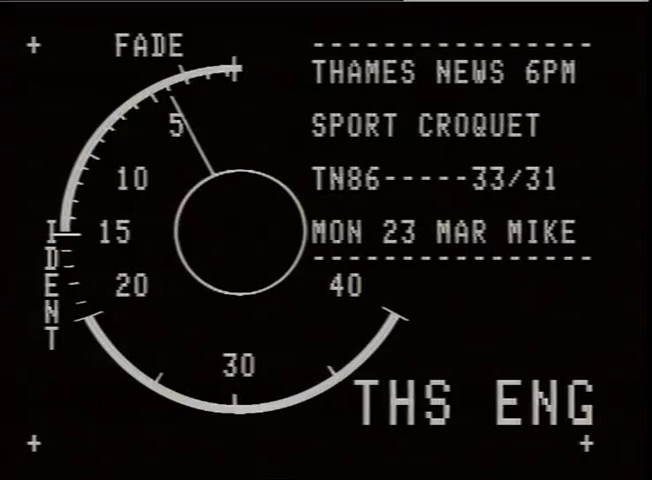 FADE
----------------
THAMES NEWS 6PM
SPORT CROQUET
TN86-----33/31
MON 23 MAR MIKE
----------------
5
10
15
20
30
40
IDENT
THS ENG